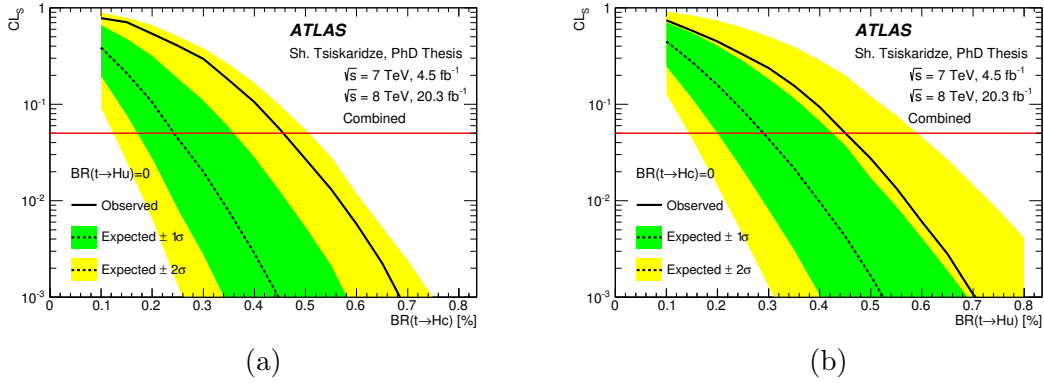 CLs
1
10-1
10-2
10-3
ATLAS
Sh. Tsiskaridze, PhD Thesis
√s = 7 TeV, 4.5 fb-1
√s = 8 TeV, 20.3 fb-1
Combined
BR(t→Hu)=0
Observed
Expected ± 1σ
Expected ± 2σ
0 0.1 0.2 0.3 0.4 0.5 0.6 0.7 0.8
BR(t→Hc) [%]
(a)
CLs
1
10-1
10-2
10-3
ATLAS
Sh. Tsiskaridze, PhD Thesis
√s = 7 TeV, 4.5 fb-1
√s = 8 TeV, 20.3 fb-1
Combined
BR(t→Hc)=0
Observed
Expected ± 1σ
Expected ± 2σ
0 0.1 0.2 0.3 0.4 0.5 0.6 0.7 0.8
BR(t→Hu) [%]
(b)